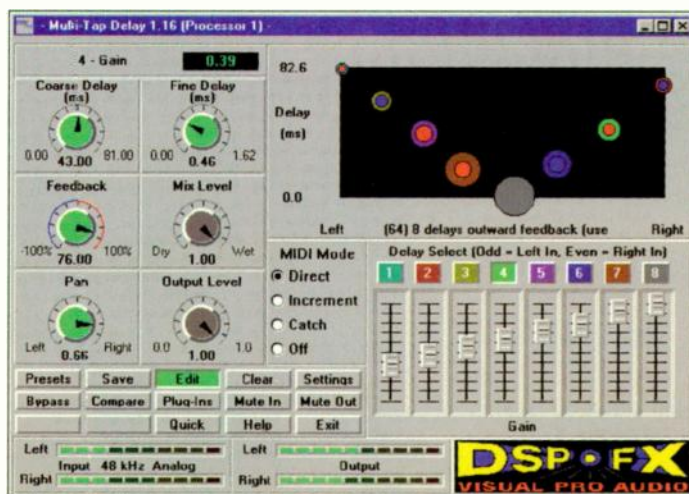 Multi-Tap Delay 1.16 (Processor 1)
4 - Gain 0.39
Coarse Delay (ms)
0.00 43.00 81.00
Fine Delay (ms)
0.00 0.46 1.62
Feedback
-100% 76.00 100%
Mix Level
Dry 1.00 Wet
Pan
Left 0.66 Right
Output Level
0.0 1.00 1.0
82.6
Delay
(ms)
0.0
Left (64) 8 delays outward feedback (use Right
MIDI Mode
Direct
Increment
Catch
Off
Delay Select (Odd = Left In, Even = Right In)
1 2 3 4 5 6 7 8
Gain
Presets Save Edit Clear Settings
Bypass Compare Plug-Ins Mute In Mute Out
Quick Help Exit
Left
Input 48 kHz Analog
Right
Left
Output
Right
DSP•FX
VISUAL PRO AUDIO